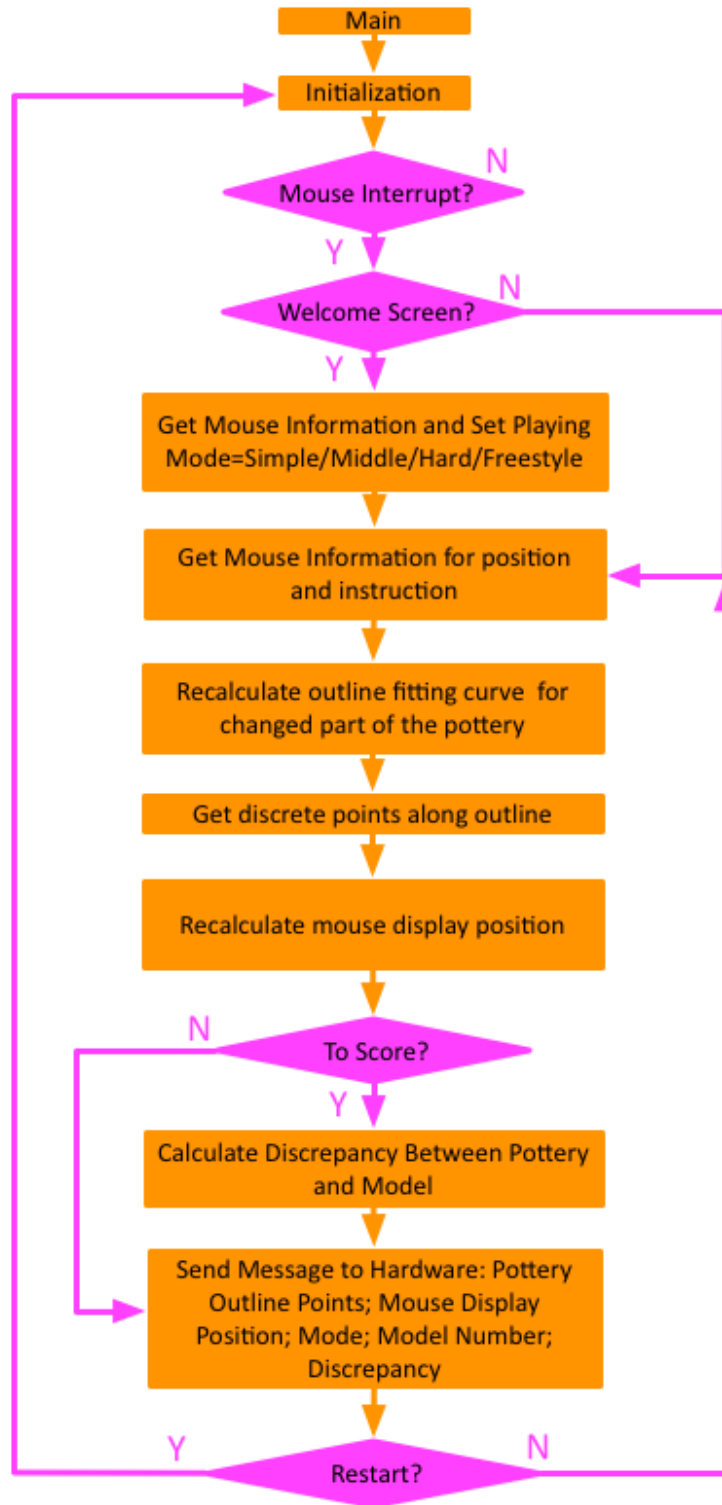 Main
Initialization
N
Mouse Interrupt?
Y
N
Welcome Screen?
Y
Get Mouse Information and Set Playing
Mode=Simple/Middle/Hard/Freestyle
Get Mouse Information for position
and instruction
Recalculate outline fitting curve for
changed part of the pottery
Get discrete points along outline
Recalculate mouse display position
N
To Score?
Y
Calculate Discrepancy Between Pottery
and Model
Send Message to Hardware: Pottery
Outline Points; Mouse Display
Position; Mode; Model Number;
Discrepancy
Y
N
Restart?